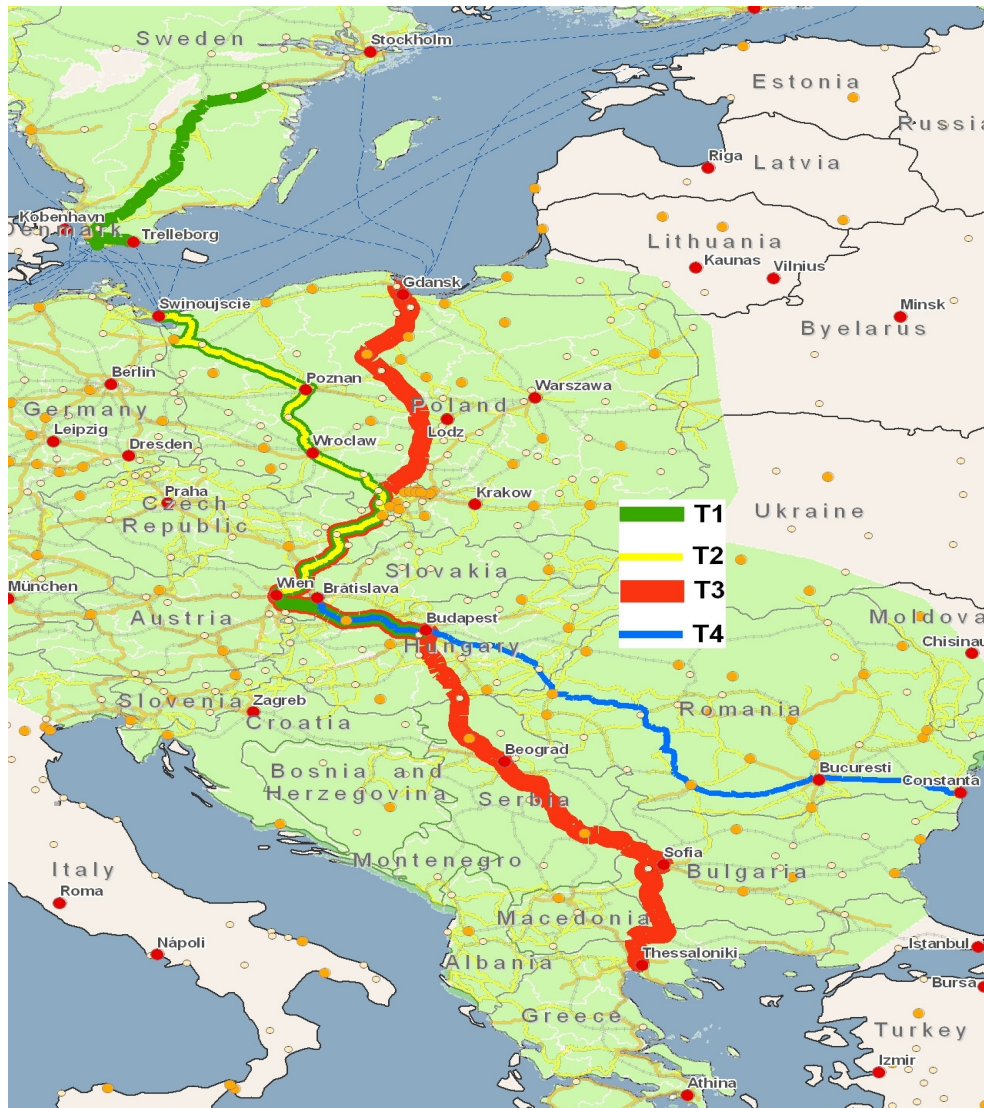 Sweden
Stockholm
Estonia
Russia
Riga
Latvia
Kobenhavn
Denmark
Trelleborg
Lithuania
Kaunas
Vilnius
Gdansk
Swinoujscie
Minsk
Byelarus
Berlin
Poznan
Warszawa
Germany
Poland
Leipzig
Lodz
Dresden
Wroclaw
Praha
Czech
Republic
Krakow
Ukraine
T1
T2
T3
T4
Slovakia
München
Wien
Bratislava
Austria
Budapest
Hungary
Moldova
Chisinau
Slovenia
Zagreb
Croatia
Romania
Beograd
Bucuresti
Constanta
Bosnia and
Herzegovina
Serbia
Montenegro
Sofia
Bulgaria
Italy
Roma
Macedonia
Nápoli
Albania
Thessaloniki
Istanbul
Bursa
Greece
Turkey
Izmir
Athina